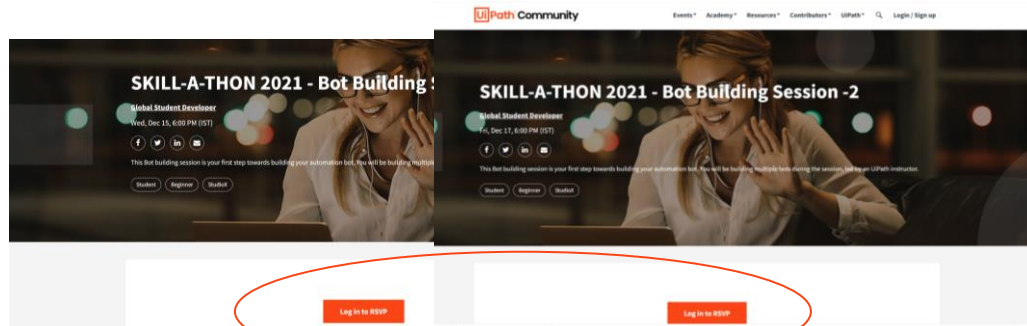 UiPath Community
Events Academy Resources Contributors UiPath Login / Sign up
SKILL-A-THON 2021 - Bot Building
Global Student Developer
Wed, Dec 15, 6:00 PM (IST)
This Bot building session is your first step towards building your automation bot. You will be building multiple
Student Beginner StudioX
Log in to RSVP
SKILL-A-THON 2021 - Bot Building Session -2
Global Student Developer
Fri, Dec 17, 6:00 PM (IST)
This Bot building session is your first step towards building your automation bot. You will be building multiple bots during the session, led by an UiPath instructor.
Student Beginner StudioX
Log in to RSVP